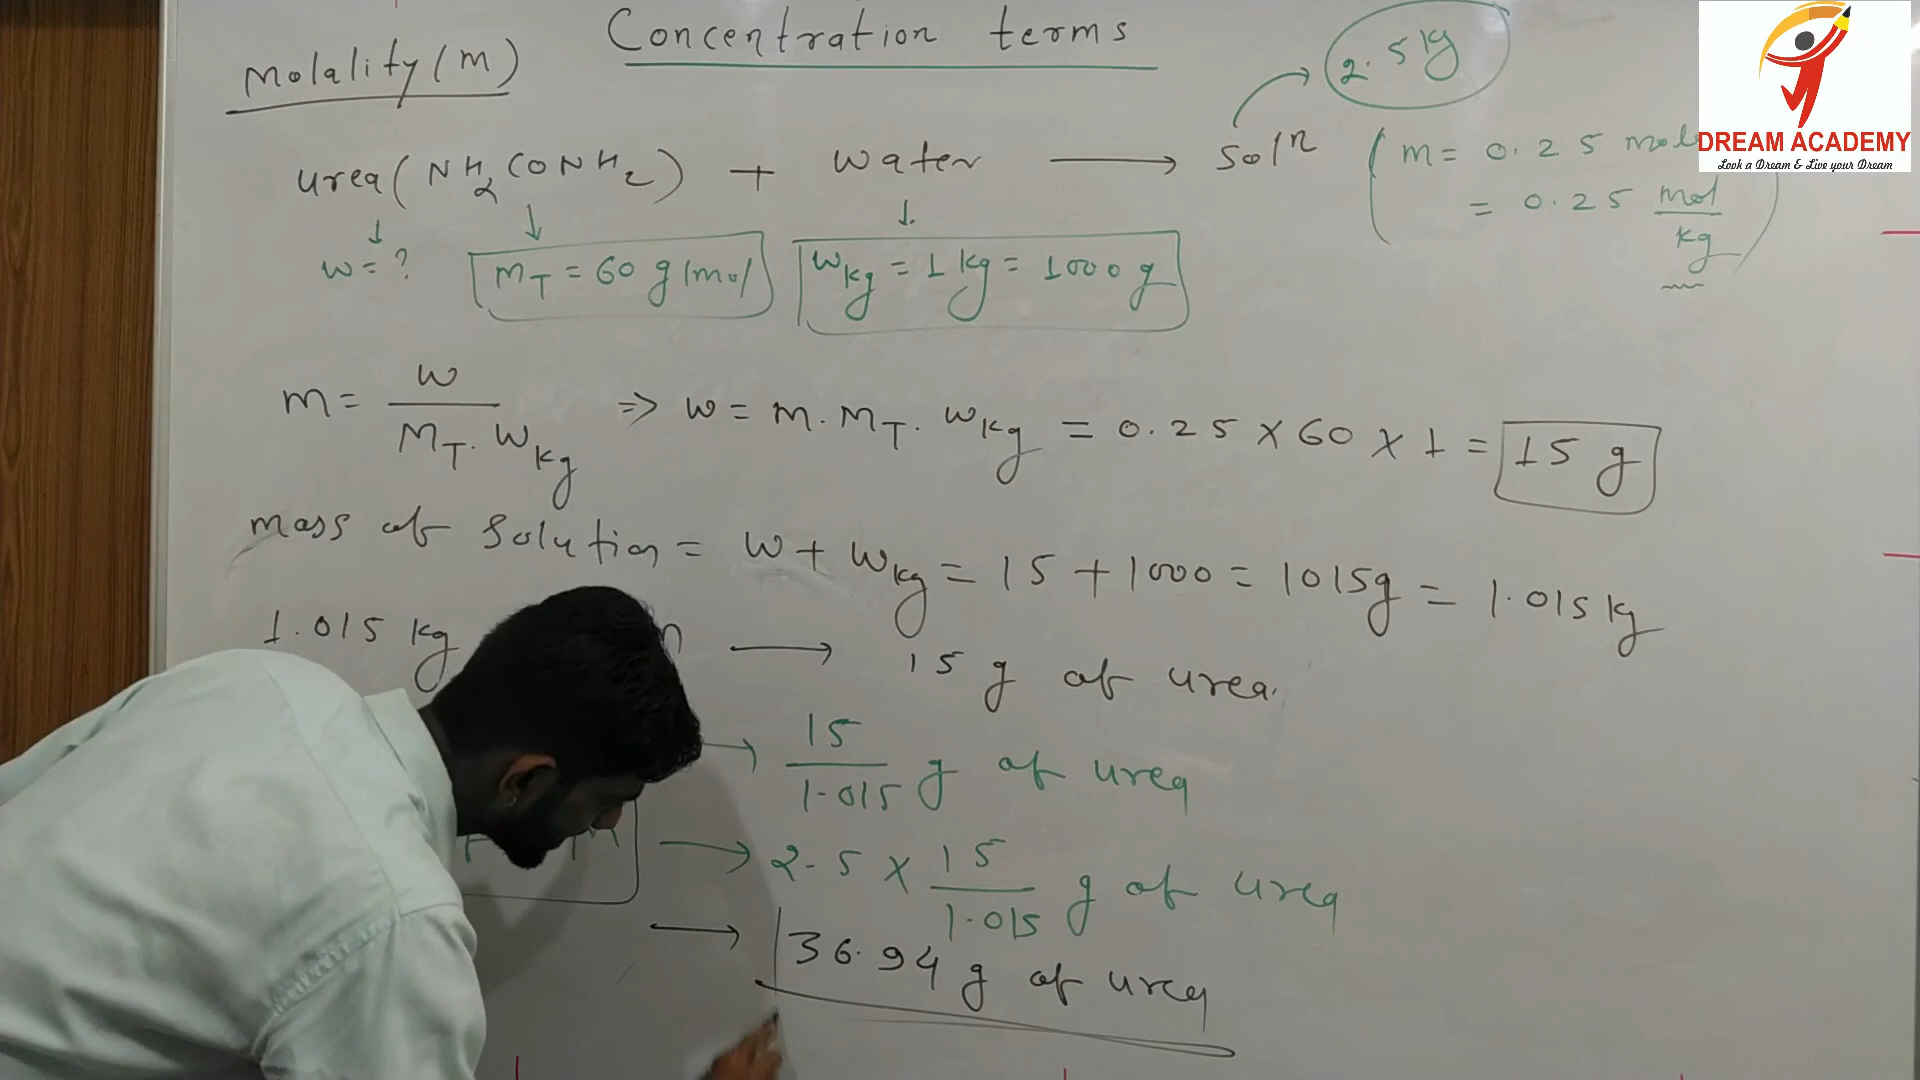 Concentration terms
Molality (m)
2.5 kg
urea (NH2CONH2) + water → solⁿ
(m = 0.25
= 0.25 mol/kg)
w = ?
MT = 60 g/mol
Wkg = 1 kg = 1000 g
m = w / MT . Wkg ⇒ w = m . MT . Wkg = 0.25 × 60 × 1 = 15 g
mass of solution = w + Wkg = 15 + 1000 = 1015g = 1.015 kg
1.015 kg → 15 g of urea.
→ 15/1.015 g of urea
→ 2.5 × 15/1.015 g of urea
→ 36.94 g of urea
DREAM ACADEMY
Look a Dream & Live your Dream